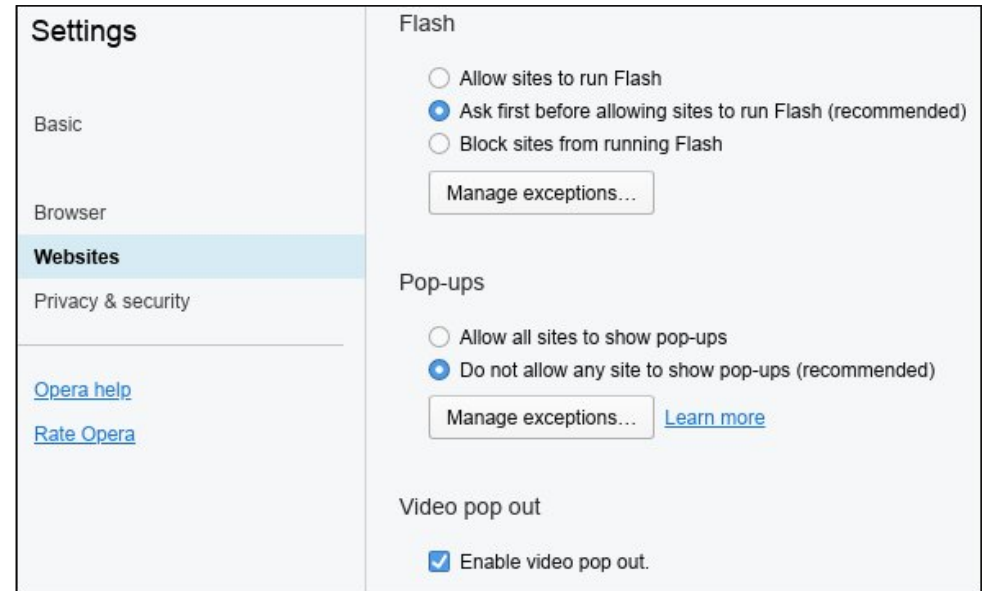 Settings
Basic
Browser
Websites
Privacy & security
Opera help
Rate Opera
Flash
Allow sites to run Flash
Ask first before allowing sites to run Flash (recommended)
Block sites from running Flash
Manage exceptions...
Pop-ups
Allow all sites to show pop-ups
Do not allow any site to show pop-ups (recommended)
Manage exceptions... Learn more
Video pop out
Enable video pop out.